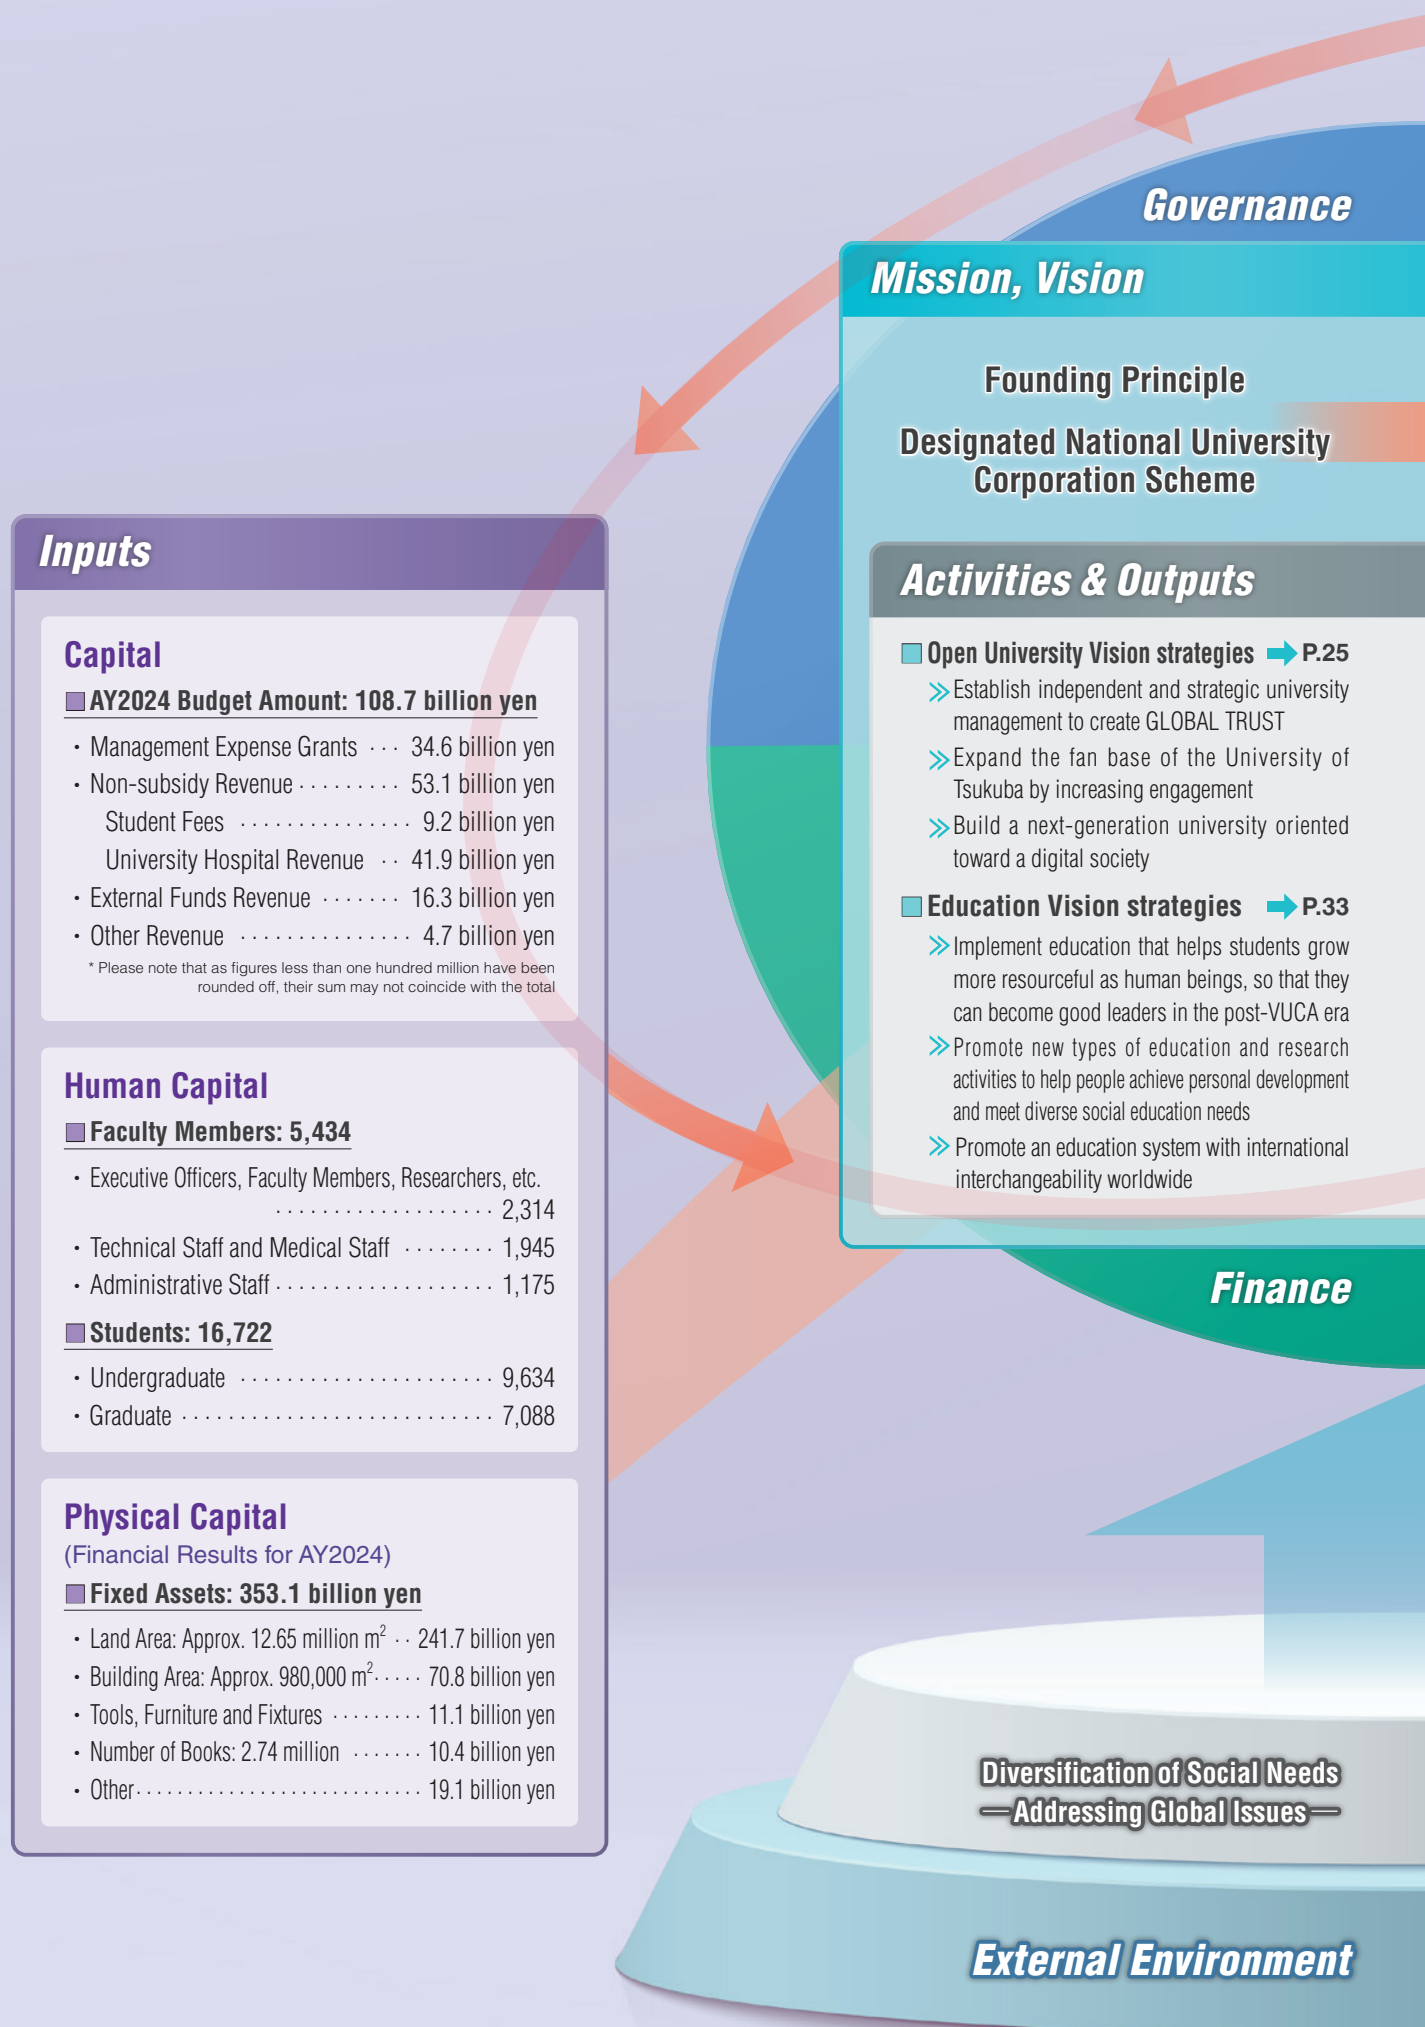 Governance
Mission, Vision
Founding Principle
Designated National University
Corporation Scheme
Inputs
Capital
AY2024 Budget Amount: 108.7 billion yen
・Management Expense Grants ··· 34.6 billion yen
・Non-subsidy Revenue ········· 53.1 billion yen
Student Fees ··············· 9.2 billion yen
University Hospital Revenue ·· 41.9 billion yen
・External Funds Revenue ······· 16.3 billion yen
・Other Revenue ··············· 4.7 billion yen
* Please note that as figures less than one hundred million have been
rounded off, their sum may not coincide with the total
Human Capital
Faculty Members: 5,434
・Executive Officers, Faculty Members, Researchers, etc.
··················· 2,314
・Technical Staff and Medical Staff ········ 1,945
・Administrative Staff ··················· 1,175
Students: 16,722
・Undergraduate ······················ 9,634
・Graduate ··························· 7,088
Physical Capital
(Financial Results for AY2024)
Fixed Assets: 353.1 billion yen
・Land Area: Approx. 12.65 million m² ·· 241.7 billion yen
・Building Area: Approx. 980,000 m² ····· 70.8 billion yen
・Tools, Furniture and Fixtures ········· 11.1 billion yen
・Number of Books: 2.74 million ······· 10.4 billion yen
・Other ····························· 19.1 billion yen
Activities & Outputs
Open University Vision strategies P.25
Establish independent and strategic university
management to create GLOBAL TRUST
Expand the fan base of the University of
Tsukuba by increasing engagement
Build a next-generation university oriented
toward a digital society
Education Vision strategies P.33
Implement education that helps students grow
more resourceful as human beings, so that they
can become good leaders in the post-VUCA era
Promote new types of education and research
activities to help people achieve personal development
and meet diverse social education needs
Promote an education system with international
interchangeability worldwide
Finance
Diversification of Social Needs
—Addressing Global Issues—
External Environment